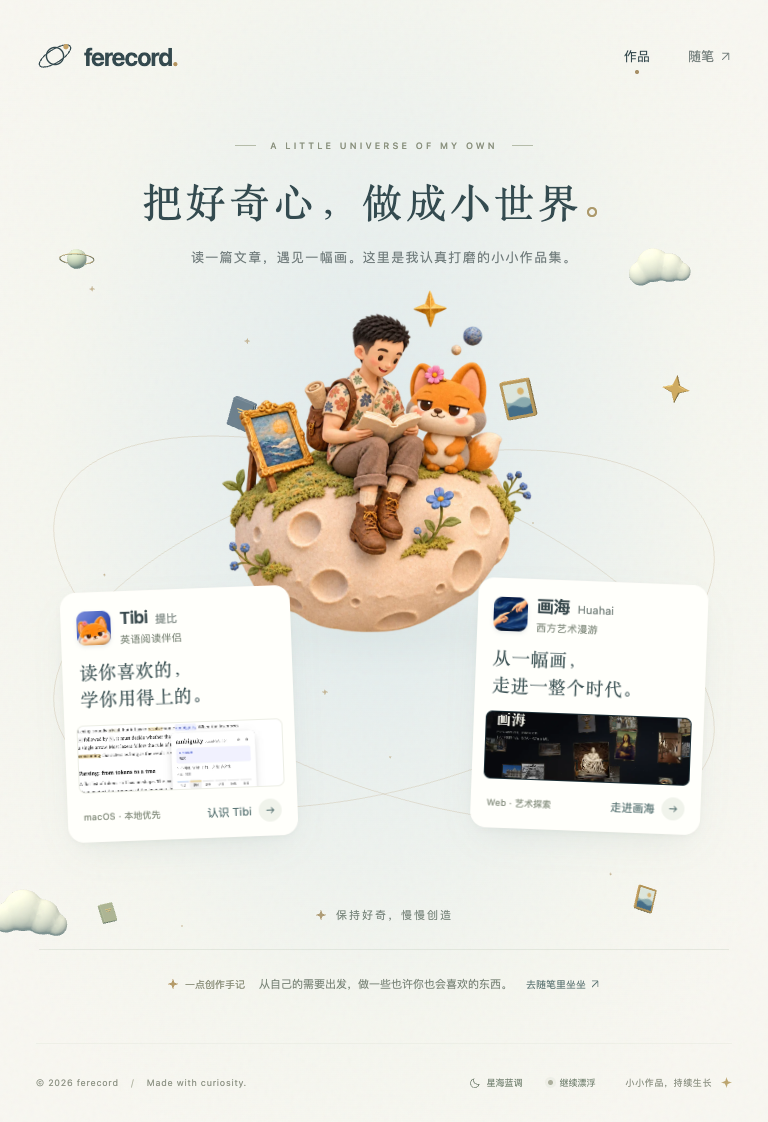 ferecord.
作品
随笔 ↗
A LITTLE UNIVERSE OF MY OWN
把好奇心，做成小世界。
读一篇文章，遇见一幅画。这里是我认真打磨的小小作品集。
Tibi 提比
英语阅读伴侣
读你喜欢的，
学你用得上的。
ambiguity
Parsing: from tokens to a tree
macOS · 本地优先
认识 Tibi →
画海 Huahai
西方艺术漫游
从一幅画，
走进一整个时代。
画海
Web · 艺术探索
走进画海 →
保持好奇，慢慢创造
一点创作手记 从自己的需要出发，做一些也许你也会喜欢的东西。 去随笔里坐坐 ↗
© 2026 ferecord / Made with curiosity.
星海蓝调
继续漂浮
小小作品，持续生长